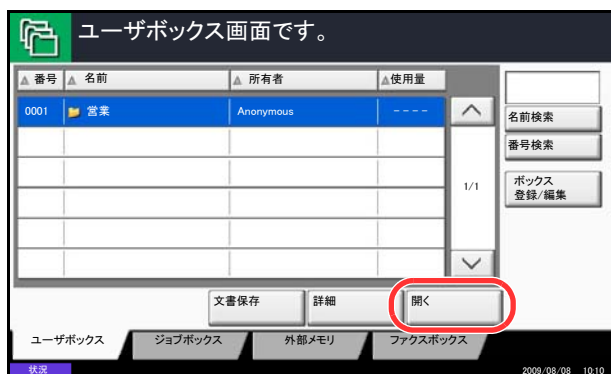 ユーザボックス画面です。
番号 名前 所有者 使用量
0001 営業 Anonymous ----
名前検索
番号検索
1/1
ボックス
登録/編集
文書保存 詳細 開く
ユーザボックス ジョブボックス 外部メモリ ファクスボックス
状況 2009/08/08 10:10